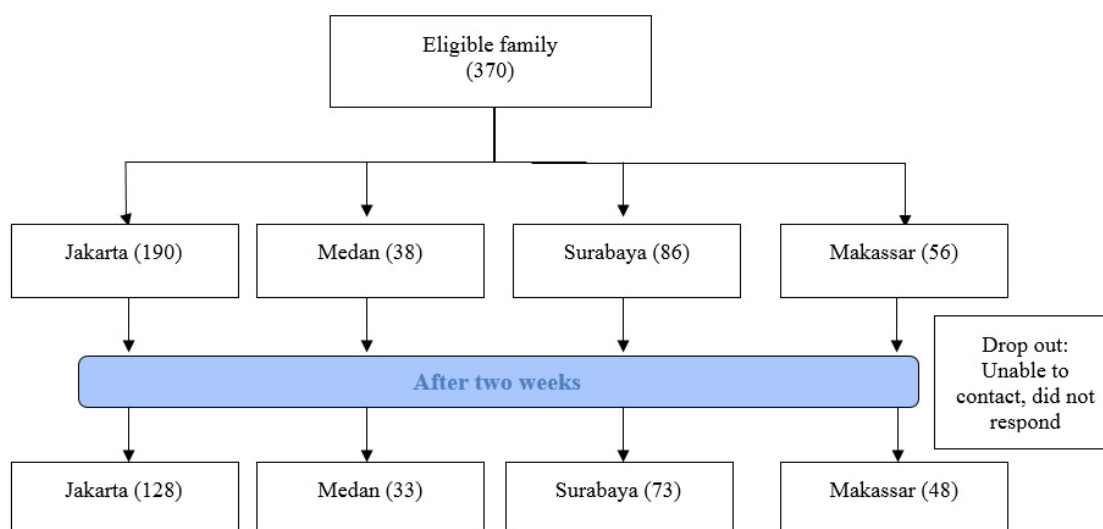 Eligible family
(370)
Jakarta (190)
Medan (38)
Surabaya (86)
Makassar (56)
Drop out:
Unable to
contact, did not
respond
After two weeks
Jakarta (128)
Medan (33)
Surabaya (73)
Makassar (48)